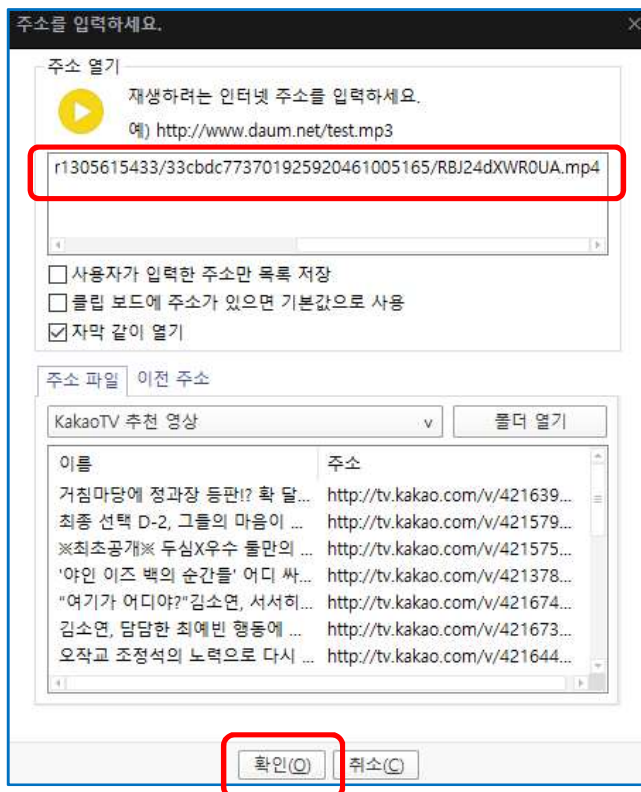 주소를 입력하세요.
주소 열기
재생하려는 인터넷 주소를 입력하세요.
예) http://www.daum.net/test.mp3
r1305615433/33cbdc773701925920461005165/RBJ24dXWR0UA.mp4
사용자가 입력한 주소만 목록 저장
클립 보드에 주소가 있으면 기본값으로 사용
자막 같이 열기
주소 파일 이전 주소
KakaoTV 추천 영상 v 폴더 열기
이름 주소
거침마당에 정과장 등판!? 확 달... http://tv.kakao.com/v/421639...
최종 선택 D-2, 그들의 마음이 ... http://tv.kakao.com/v/421579...
※최초공개※ 두심X우수 둘만의 ... http://tv.kakao.com/v/421575...
'야인 이즈 백의 순간들' 어디 싸... http://tv.kakao.com/v/421378...
"여기가 어디야?"김소연, 서서히... http://tv.kakao.com/v/421674...
김소연, 담담한 최예빈 행동에 ... http://tv.kakao.com/v/421673...
오작교 조정석의 노력으로 다시 ... http://tv.kakao.com/v/421644...
확인(O) 취소(C)